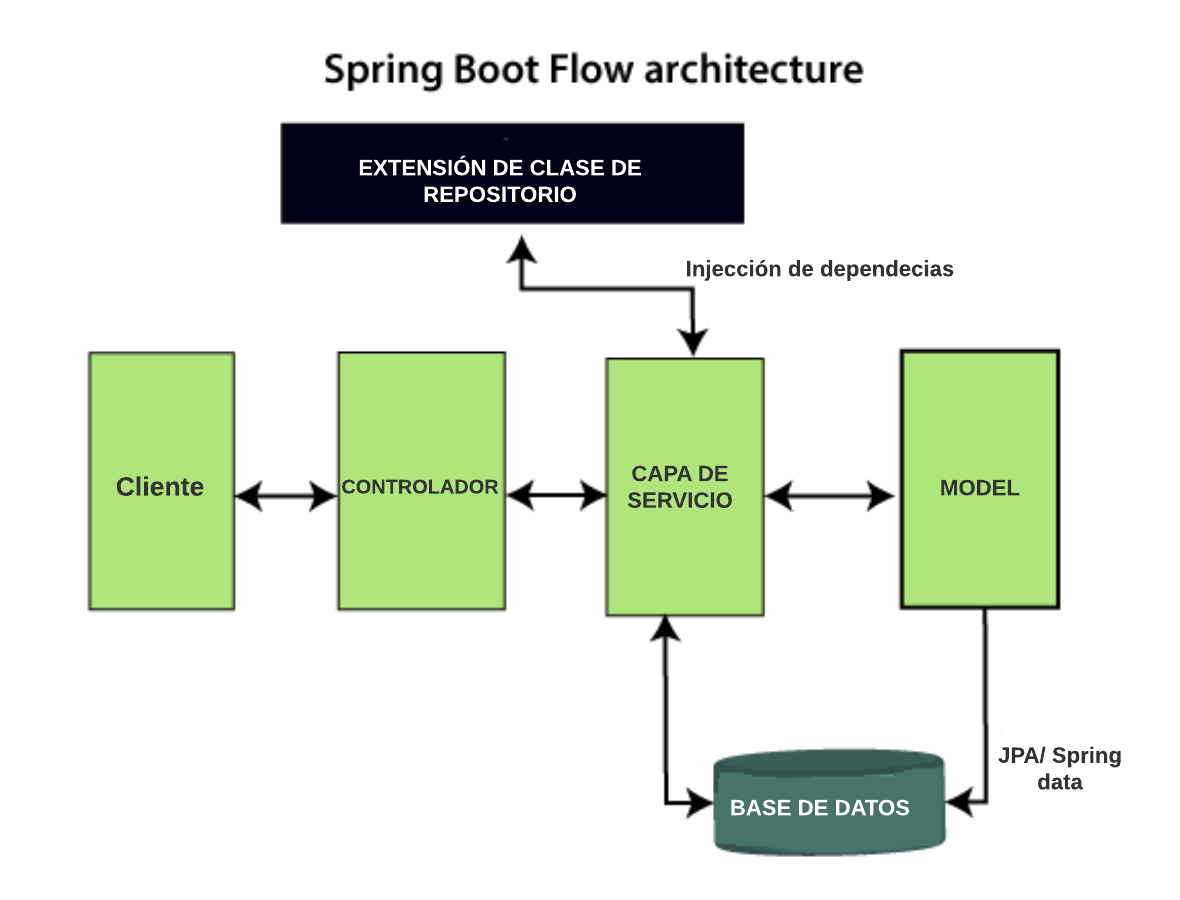 Spring Boot Flow architecture
EXTENSIÓN DE CLASE DE
REPOSITORIO
Injección de dependecias
Cliente
CONTROLADOR
CAPA DE
SERVICIO
MODEL
JPA/ Spring
data
BASE DE DATOS